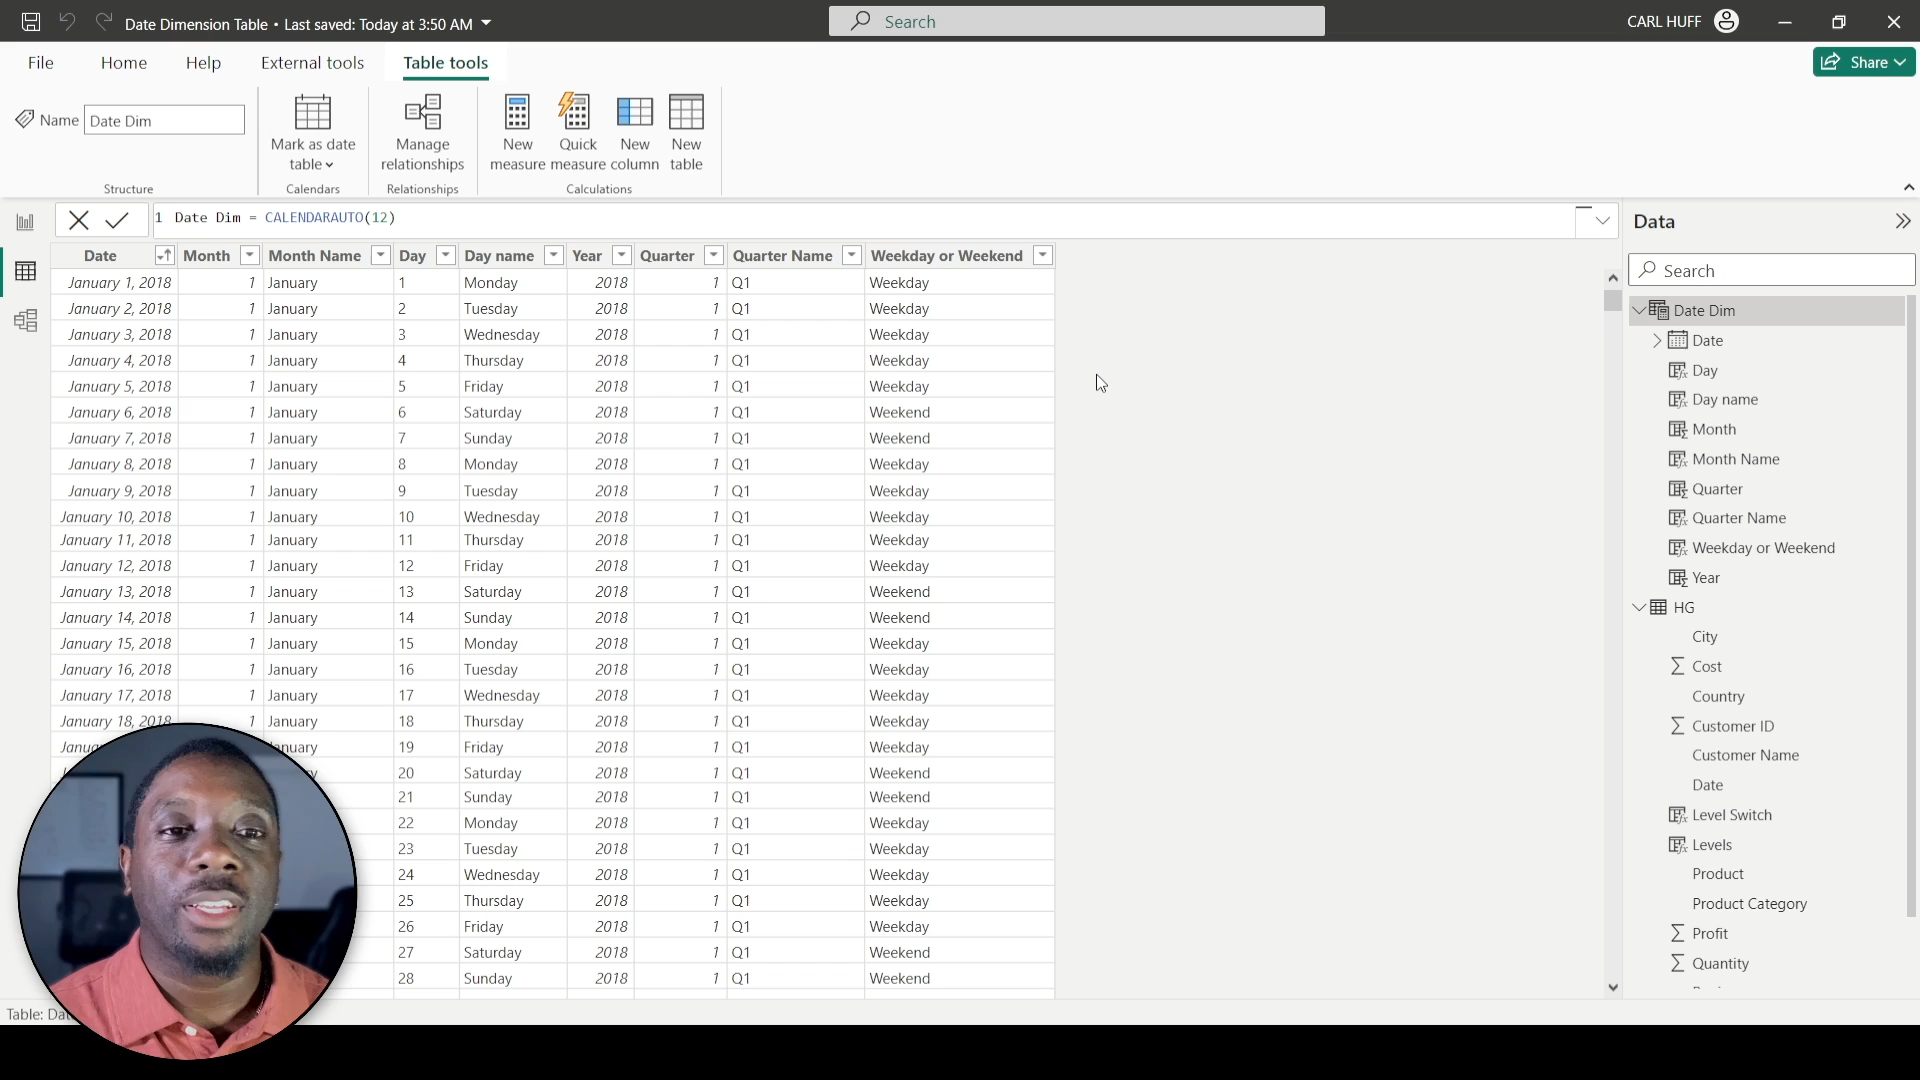 Date Dimension Table • Last saved: Today at 3:50 AM
Search
CARL HUFF
File
Home
Help
External tools
Table tools
Share
Name
Date Dim
Mark as date
table
Manage
relationships
New
measure
Quick
measure
New
column
New
table
Structure
Calendars
Relationships
Calculations
1 Date Dim = CALENDARAUTO(12)
Date Month Month Name Day Day name Year Quarter Quarter Name Weekday or Weekend
January 1, 2018 1 January 1 Monday 2018 1 Q1 Weekday
January 2, 2018 1 January 2 Tuesday 2018 1 Q1 Weekday
January 3, 2018 1 January 3 Wednesday 2018 1 Q1 Weekday
January 4, 2018 1 January 4 Thursday 2018 1 Q1 Weekday
January 5, 2018 1 January 5 Friday 2018 1 Q1 Weekday
January 6, 2018 1 January 6 Saturday 2018 1 Q1 Weekend
January 7, 2018 1 January 7 Sunday 2018 1 Q1 Weekend
January 8, 2018 1 January 8 Monday 2018 1 Q1 Weekday
January 9, 2018 1 January 9 Tuesday 2018 1 Q1 Weekday
January 10, 2018 1 January 10 Wednesday 2018 1 Q1 Weekday
January 11, 2018 1 January 11 Thursday 2018 1 Q1 Weekday
January 12, 2018 1 January 12 Friday 2018 1 Q1 Weekday
January 13, 2018 1 January 13 Saturday 2018 1 Q1 Weekend
January 14, 2018 1 January 14 Sunday 2018 1 Q1 Weekend
January 15, 2018 1 January 15 Monday 2018 1 Q1 Weekday
January 16, 2018 1 January 16 Tuesday 2018 1 Q1 Weekday
January 17, 2018 1 January 17 Wednesday 2018 1 Q1 Weekday
January 18, 2018 1 January 18 Thursday 2018 1 Q1 Weekday
19 Friday 2018 1 Q1 Weekday
20 Saturday 2018 1 Q1 Weekend
21 Sunday 2018 1 Q1 Weekend
22 Monday 2018 1 Q1 Weekday
23 Tuesday 2018 1 Q1 Weekday
24 Wednesday 2018 1 Q1 Weekday
25 Thursday 2018 1 Q1 Weekday
26 Friday 2018 1 Q1 Weekday
27 Saturday 2018 1 Q1 Weekend
28 Sunday 2018 1 Q1 Weekend
Table:
Data
Search
Date Dim
Date
Day
Day name
Month
Month Name
Quarter
Quarter Name
Weekday or Weekend
Year
HG
City
Cost
Country
Customer ID
Customer Name
Date
Level Switch
Levels
Product
Product Category
Profit
Quantity